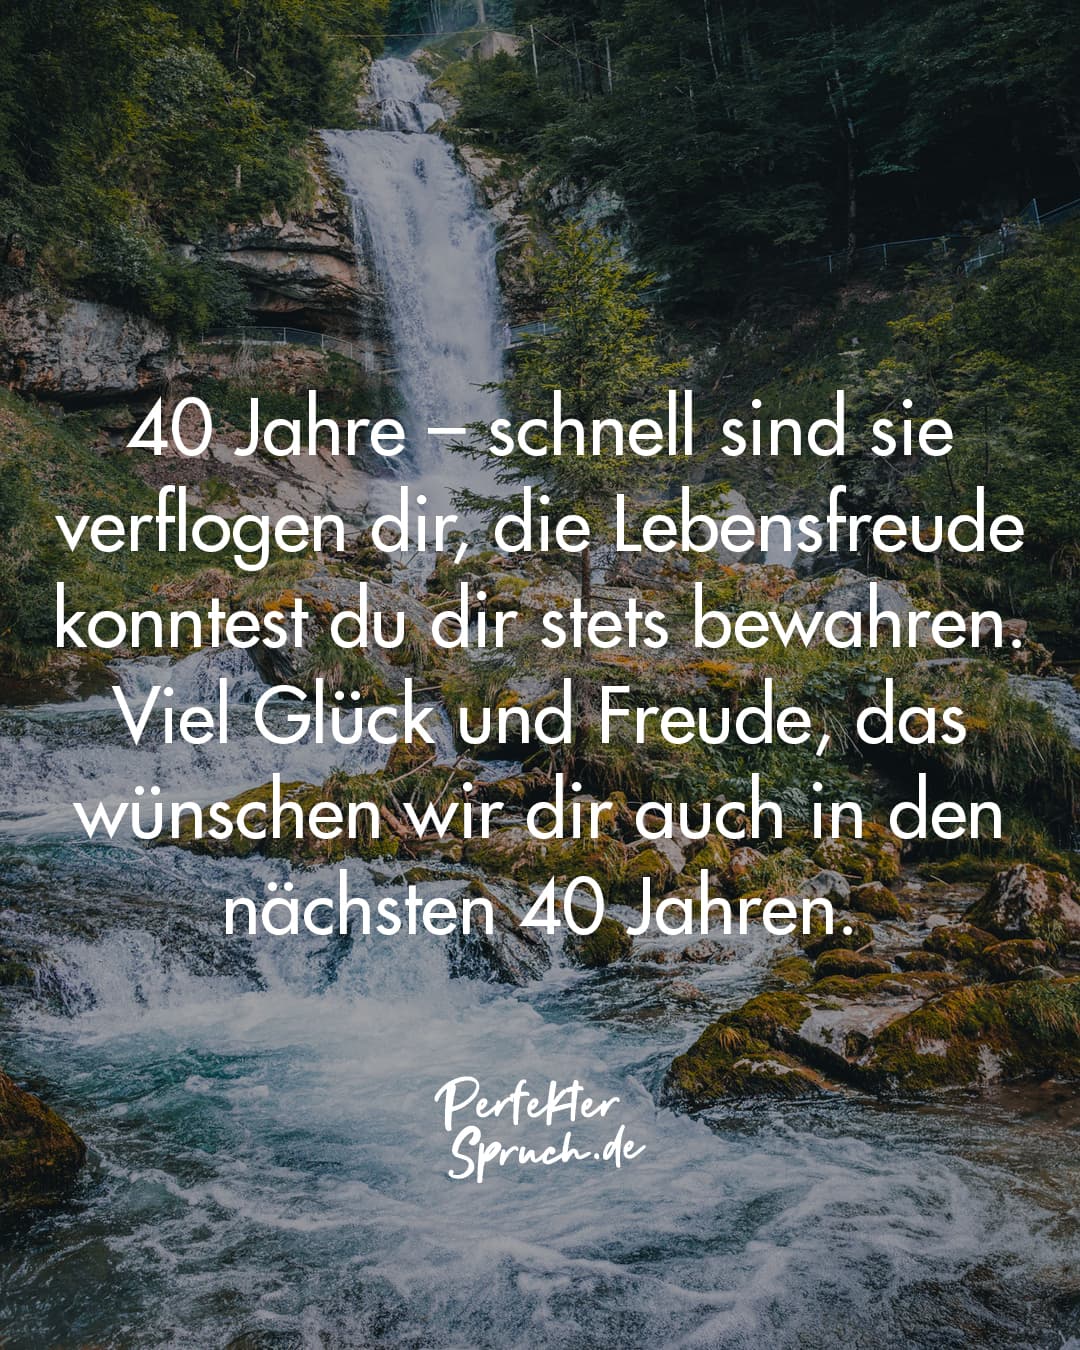 40 Jahre – schnell sind sie
verflogen dir, die Lebensfreude
konntest du dir stets bewahren.
Viel Glück und Freude, das
wünschen wir dir auch in den
nächsten 40 Jahren.
Perfekter
Spruch.de